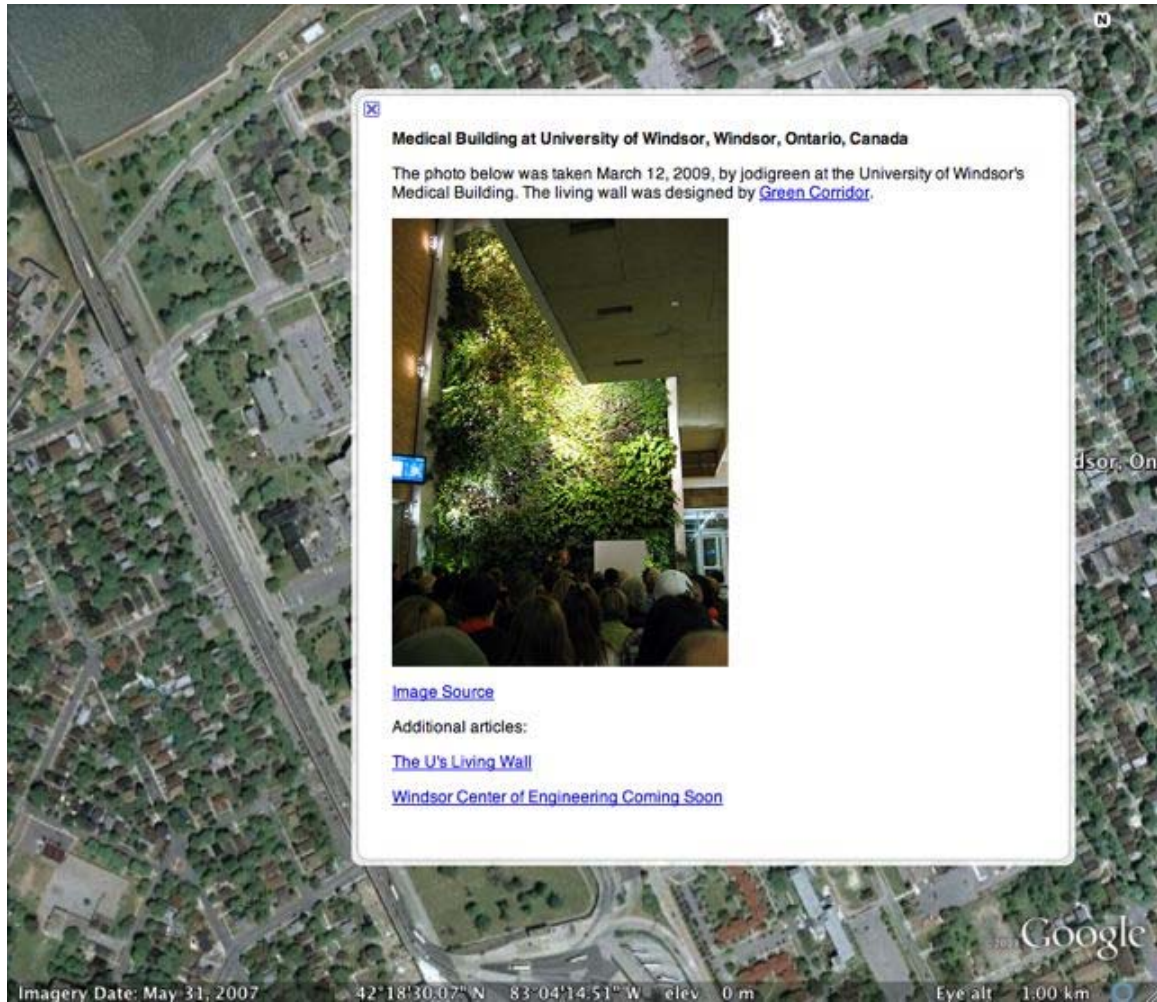 N
Medical Building at University of Windsor, Windsor, Ontario, Canada
The photo below was taken March 12, 2009, by jodigreen at the University of Windsor's
Medical Building. The living wall was designed by Green Corridor.
dsor, On
Image Source
Additional articles:
The U's Living Wall
Windsor Center of Engineering Coming Soon
Google
Imagery Date: May 31, 2007 42°18'30.07" N 83°04'14.51" W elev 0 m Eye alt 1.00 km